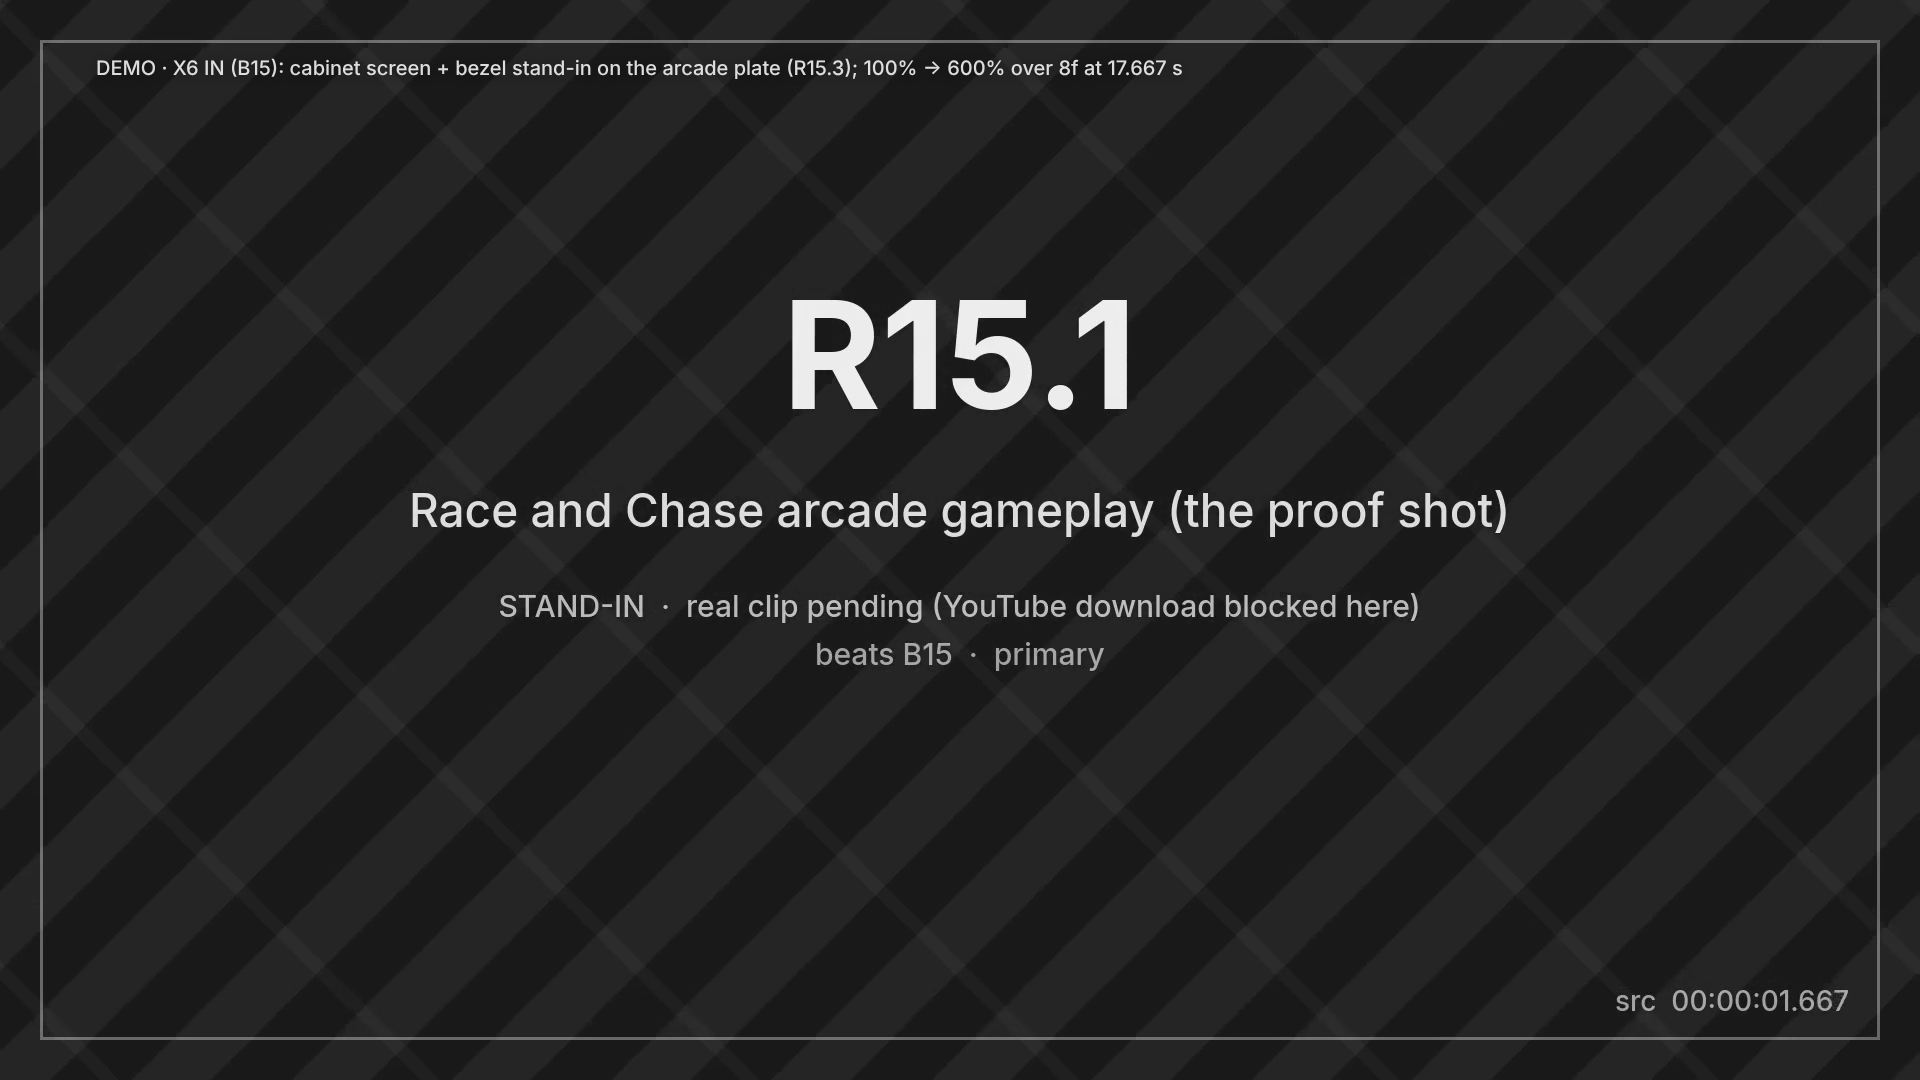 DEMO · X6 IN (B15): cabinet screen + bezel stand-in on the arcade plate (R15.3); 100% → 600% over 8f at 17.667 s
R15.1
Race and Chase arcade gameplay (the proof shot)
STAND-IN · real clip pending (YouTube download blocked here)
beats B15 · primary
src 00:00:01.667